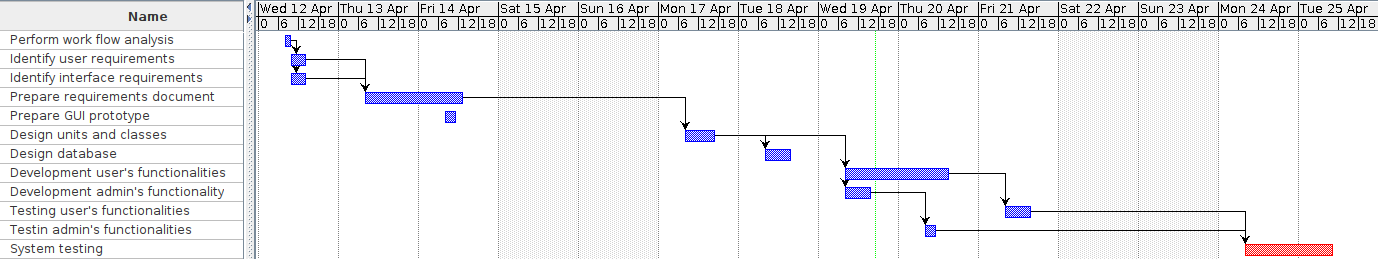 Name
Wed 12 Apr Thu 13 Apr Fri 14 Apr Sat 15 Apr Sun 16 Apr Mon 17 Apr Tue 18 Apr Wed 19 Apr Thu 20 Apr Fri 21 Apr Sat 22 Apr Sun 23 Apr Mon 24 Apr Tue 25 Apr
0 6 12 18 0 6 12 18 0 6 12 18 0 6 12 18 0 6 12 18 0 6 12 18 0 6 12 18 0 6 12 18 0 6 12 18 0 6 12 18 0 6 12 18 0 6 12 18 0 6 12 18 0 6 12 18
Perform work flow analysis
Identify user requirements
Identify interface requirements
Prepare requirements document
Prepare GUI prototype
Design units and classes
Design database
Development user's functionalities
Development admin's functionality
Testing user's functionalities
Testin admin's functionalities
System testing